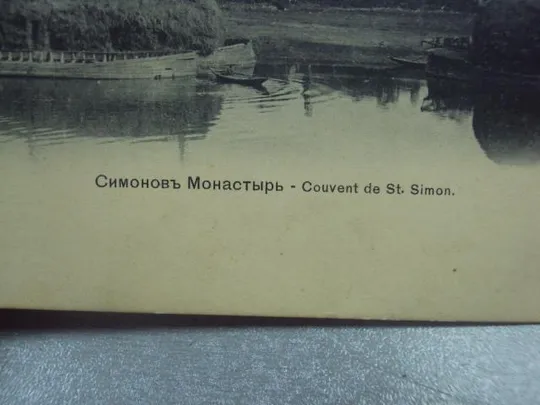 Симоновъ Монастырь - Couvent de St. Simon.